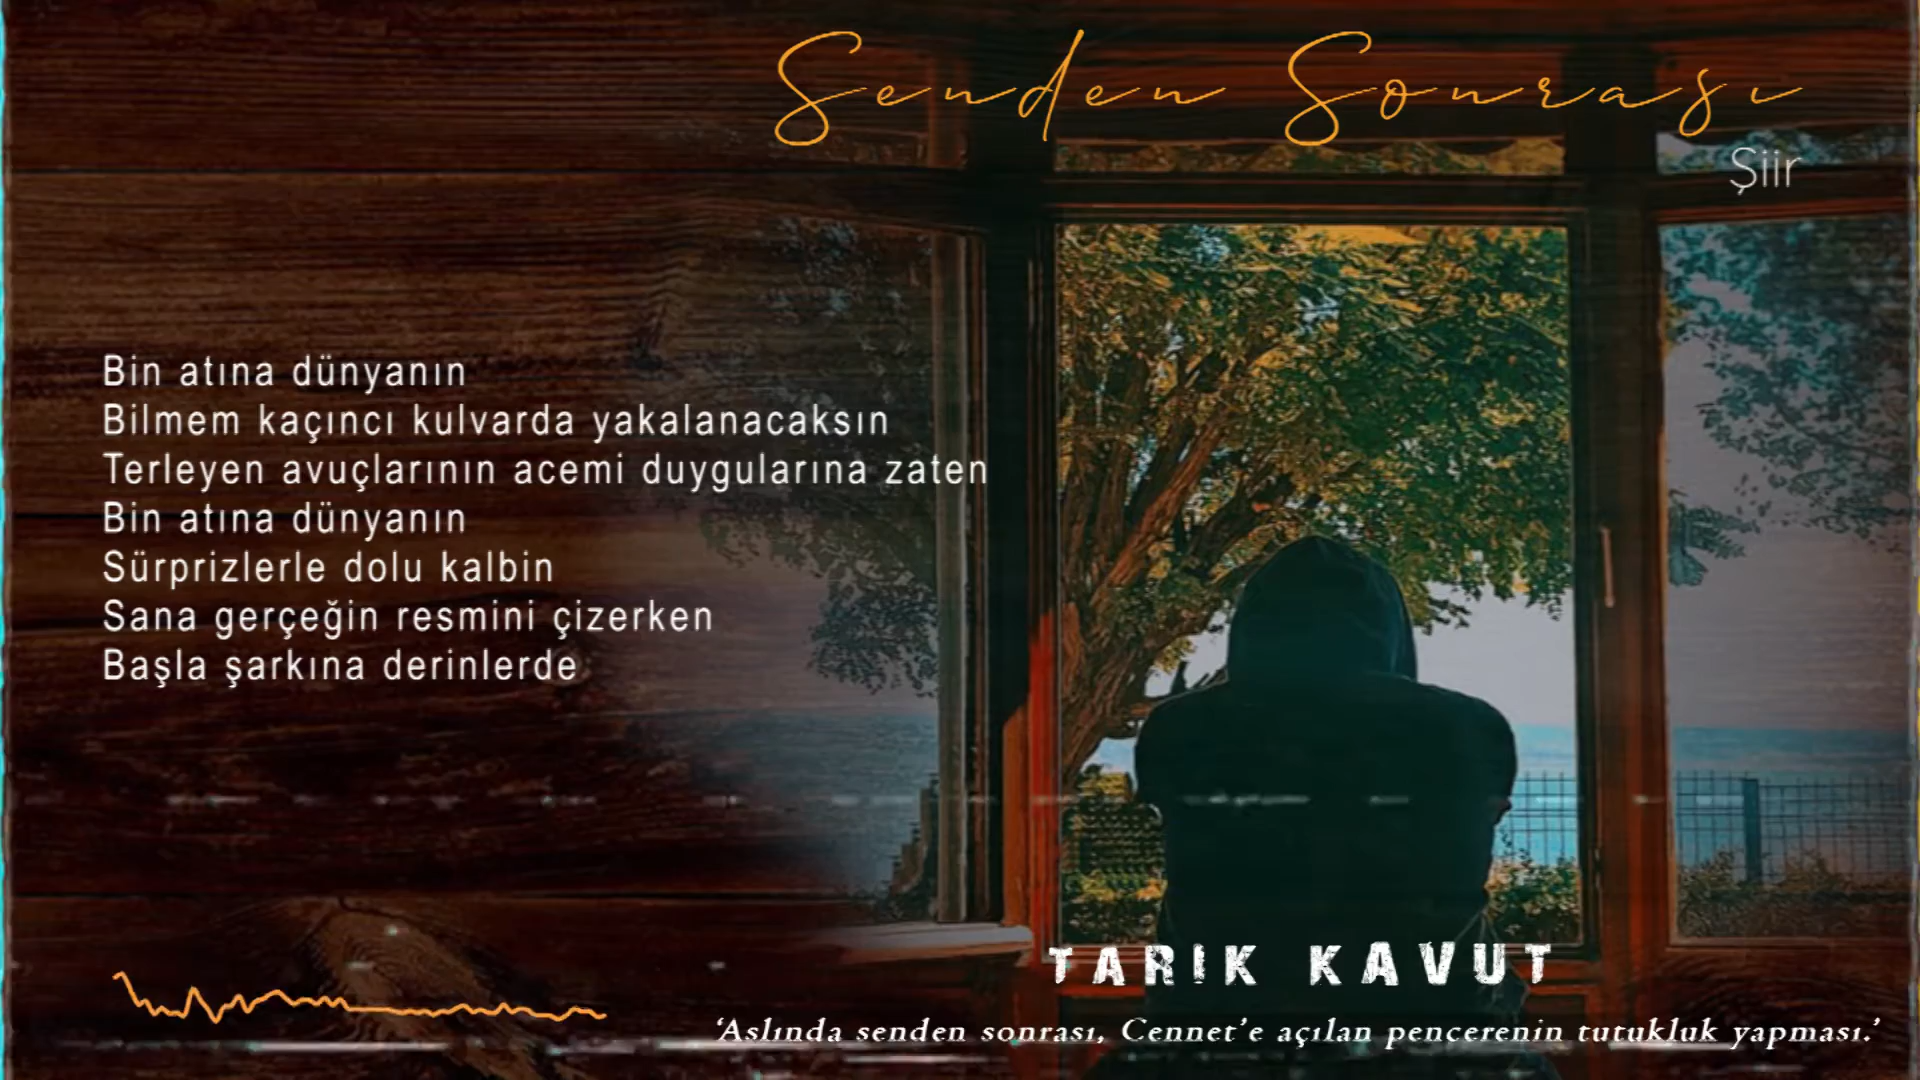 Senden Sonrası
Şiir
Bin atına dünyanın
Bilmem kaçıncı kulvarda yakalanacaksın
Terleyen avuçlarının acemi duygularına zaten
Bin atına dünyanın
Sürprizlerle dolu kalbin
Sana gerçeğin resmini çizerken
Başla şarkına derinlerde
TARIK KAVUT
‘Aslında senden sonrası, Cennet’e açılan pencerenin tutukluk yapması.’